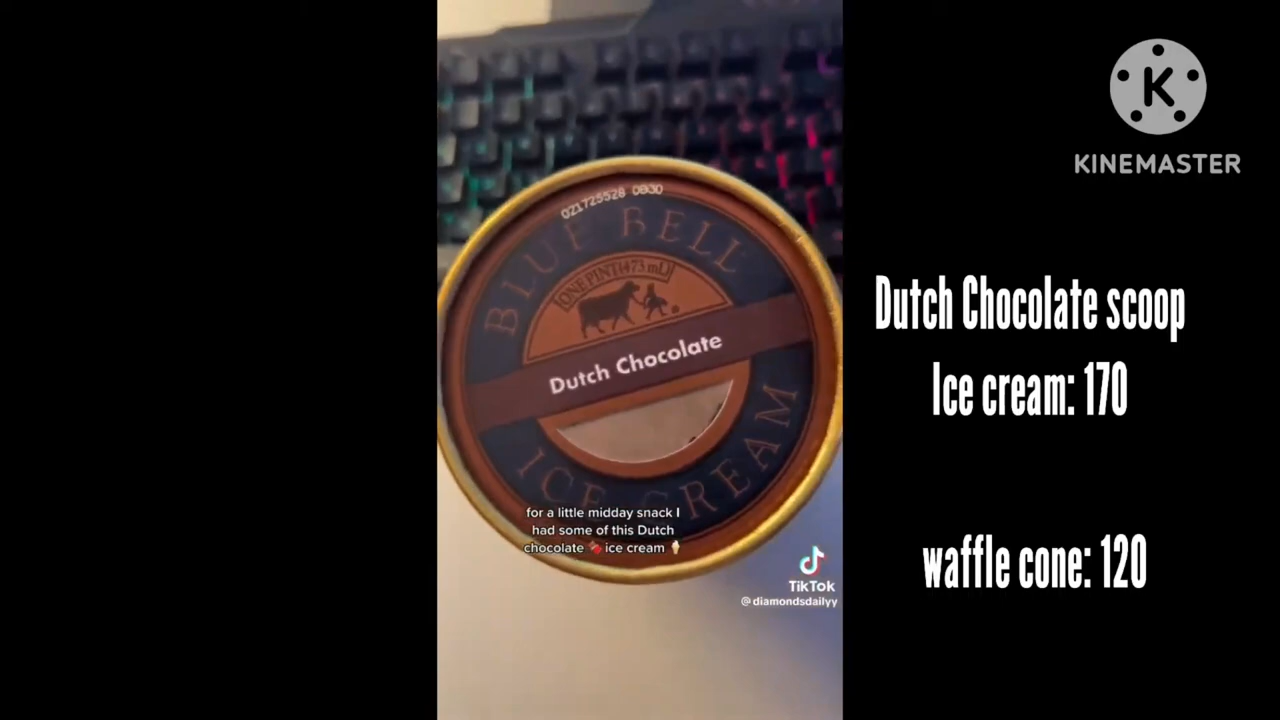 021725528 0830
BLUE BELL
ONE PINT (473 mL)
Dutch Chocolate
ICE CREAM
for a little midday snack I
had some of this Dutch
chocolate 🍫 ice cream 🍦
TikTok
@diamondsdailyy
K
KINEMASTER
Dutch Chocolate scoop
Ice cream: 170
waffle cone: 120